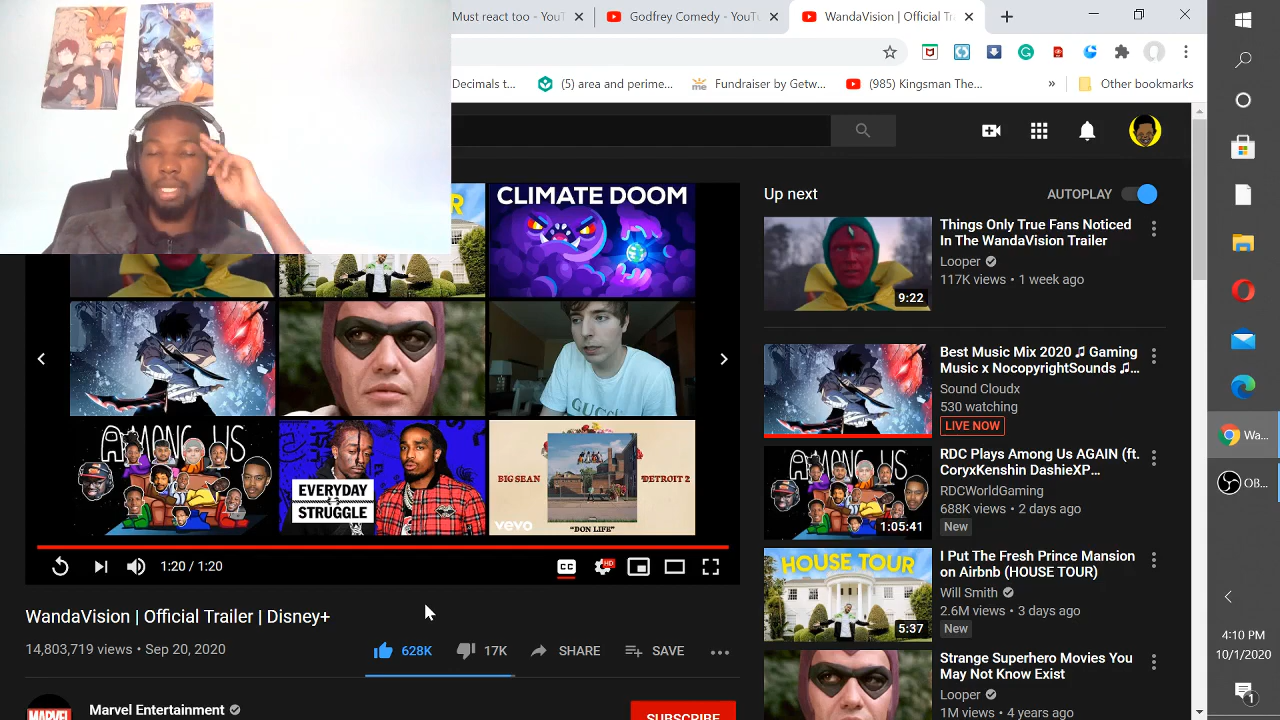 Must react too - YouT
Godfrey Comedy - YouT
WandaVision | Official Tr
Decimals t...
(5) area and perime...
Fundraiser by Getw...
(985) Kingsman The...
»
Other bookmarks
CLIMATE DOOM
GUCCI
AMONG US
EVERYDAY
STRUGGLE
BIG SEAN
DETROIT 2
"DON LIFE"
vevo
1:20 / 1:20
CC
HD
WandaVision | Official Trailer | Disney+
14,803,719 views • Sep 20, 2020
628K
17K
SHARE
SAVE
MARVEL
Marvel Entertainment
SUBSCRIBE
Up next
AUTOPLAY
Things Only True Fans Noticed
In The WandaVision Trailer
Looper
117K views • 1 week ago
9:22
Best Music Mix 2020 ♫ Gaming
Music x NocopyrightSounds ♫...
Sound Cloudx
530 watching
LIVE NOW
AMONG US
1:05:41
RDC Plays Among Us AGAIN (ft.
CoryxKenshin DashieXP...
RDCWorldGaming
688K views • 2 days ago
New
HOUSE TOUR
5:37
I Put The Fresh Prince Mansion
on Airbnb (HOUSE TOUR)
Will Smith
2.6M views • 3 days ago
New
Strange Superhero Movies You
May Not Know Exist
Looper
1M views • 4 years ago
Wa...
OB...
4:10 PM
10/1/2020
1